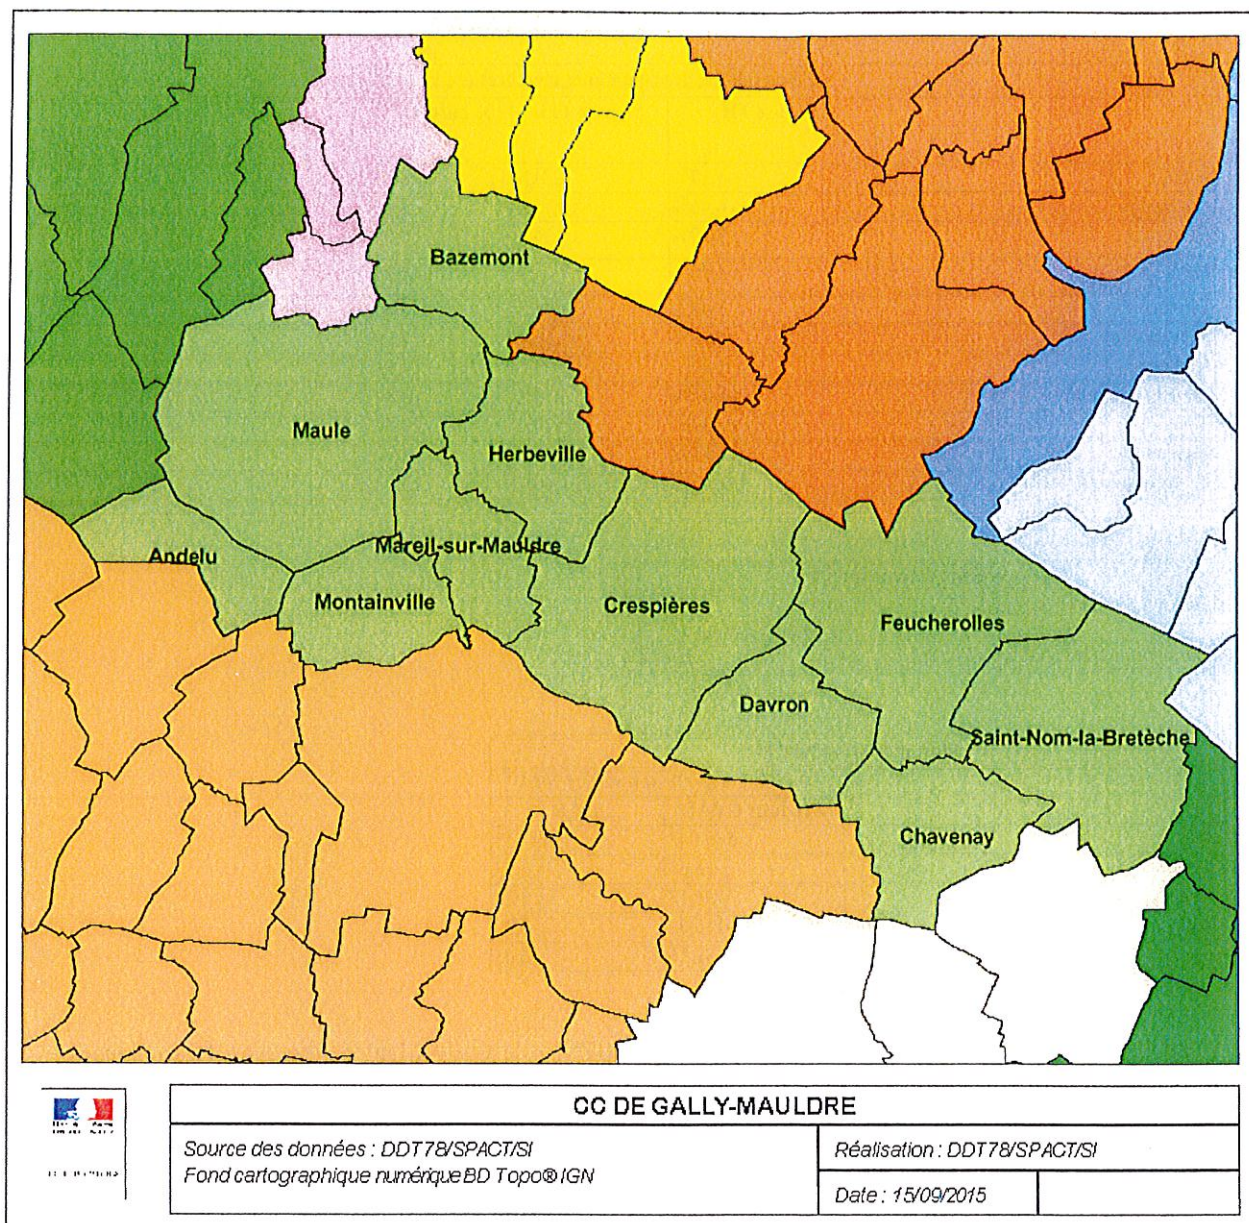 Bazemont
Maule
Herbeville
Andelu
Mareil-sur-Mauldre
Montainville
Crespières
Feucherolles
Davron
Saint-Nom-la-Bretèche
Chavenay
CC DE GALLY-MAULDRE
Source des données : DDT78/SPACT/SI
Fond cartographique numérique BD Topo® IGN
Réalisation : DDT78/SPACT/SI
Date : 15/09/2015